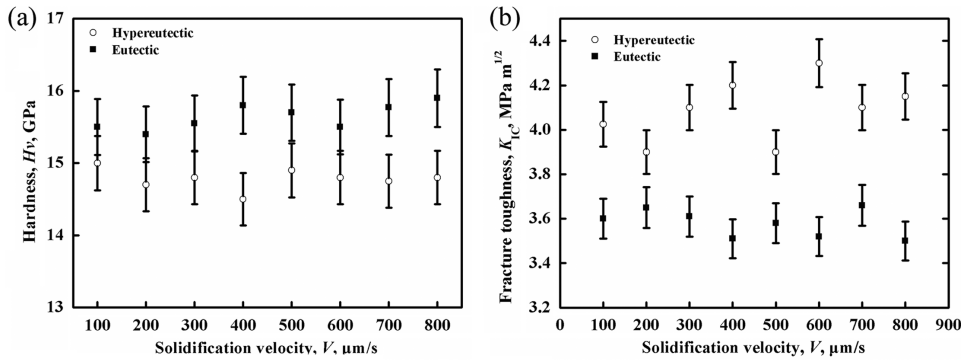 (a)
17
16
15
14
13
Hardness, Hv, GPa
Hypereutectic
Eutectic
100 200 300 400 500 600 700 800
Solidification velocity, V, μm/s
(b)
4.4
4.2
4.0
3.8
3.6
3.4
3.2
Fracture toughness, K_IC, MPa m^1/2
Hypereutectic
Eutectic
0 100 200 300 400 500 600 700 800 900
Solidification velocity, V, μm/s